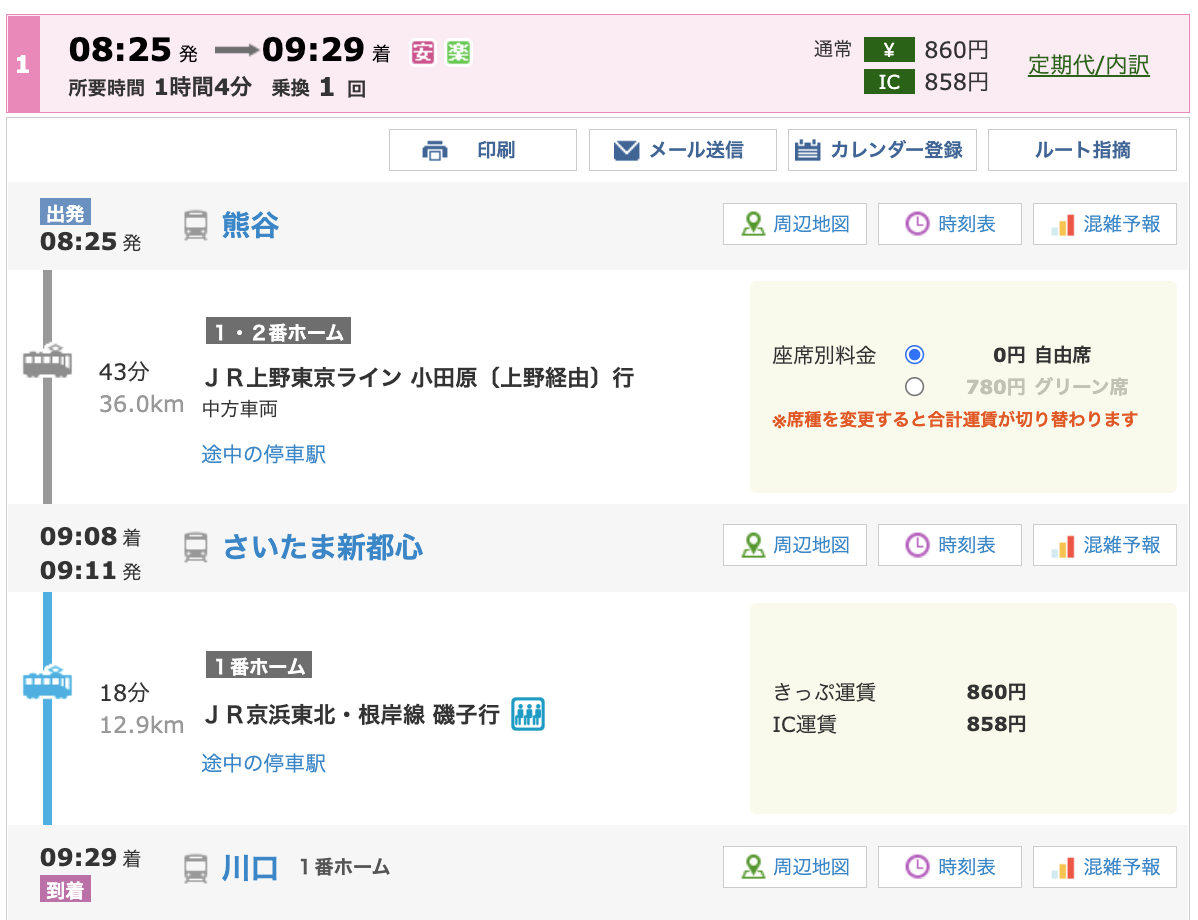 1
08:25 発 → 09:29 着 安 楽
所要時間 1時間4分 乗換 1 回
通常 ¥ 860円
IC 858円
定期代/内訳
印刷 メール送信 カレンダー登録 ルート指摘
出発
08:25 発 熊谷 周辺地図 時刻表 混雑予報
1・2番ホーム
43分
36.0km
JR上野東京ライン 小田原〔上野経由〕行
中方車両
途中の停車駅
座席別料金 0円 自由席
780円 グリーン席
※席種を変更すると合計運賃が切り替わります
09:08 着
09:11 発
さいたま新都心 周辺地図 時刻表 混雑予報
1番ホーム
18分
12.9km
JR京浜東北・根岸線 磯子行
途中の停車駅
きっぷ運賃 860円
IC運賃 858円
09:29 着
到着
川口 1番ホーム 周辺地図 時刻表 混雑予報